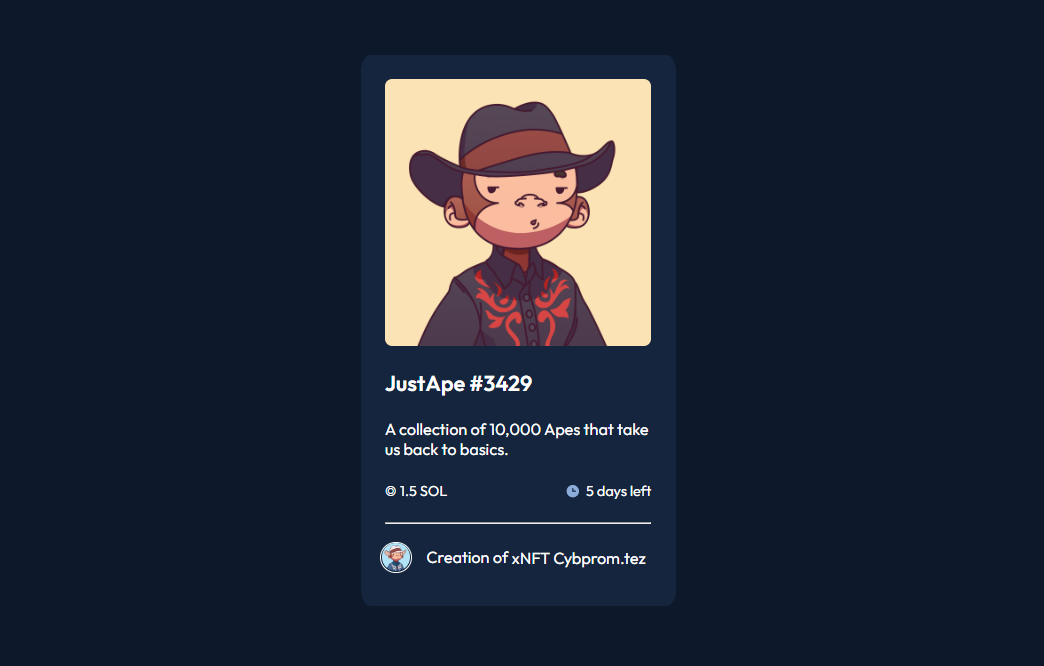 JustApe #3429
A collection of 10,000 Apes that take
us back to basics.
© 1.5 SOL
5 days left
Creation of xNFT Cybprom.tez